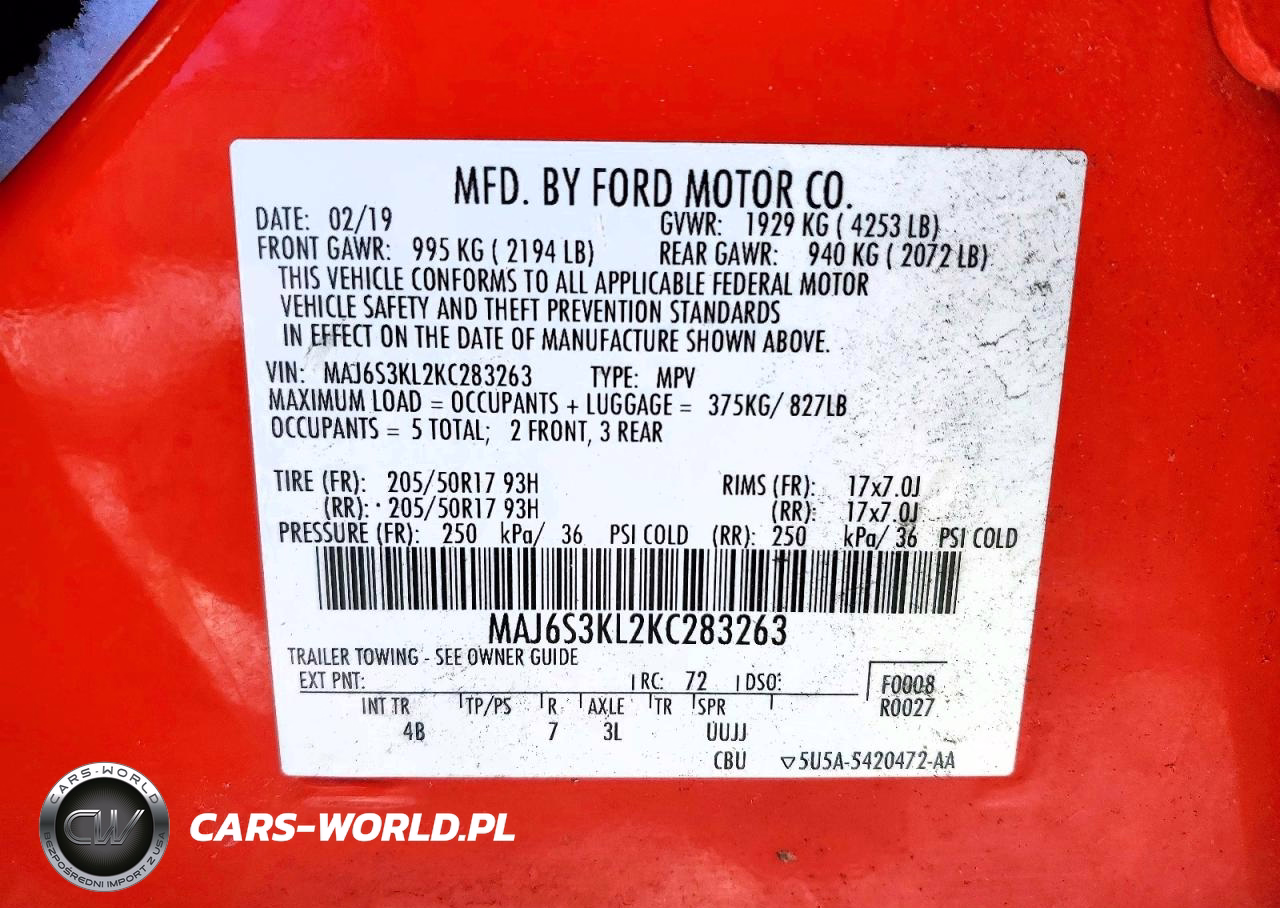 MFD. BY FORD MOTOR CO.
DATE: 02/19 GVWR: 1929 KG ( 4253 LB)
FRONT GAWR: 995 KG ( 2194 LB) REAR GAWR: 940 KG ( 2072 LB)
THIS VEHICLE CONFORMS TO ALL APPLICABLE FEDERAL MOTOR
VEHICLE SAFETY AND THEFT PREVENTION STANDARDS
IN EFFECT ON THE DATE OF MANUFACTURE SHOWN ABOVE.
VIN: MAJ6S3KL2KC283263 TYPE: MPV
MAXIMUM LOAD = OCCUPANTS + LUGGAGE = 375KG/ 827LB
OCCUPANTS = 5 TOTAL; 2 FRONT, 3 REAR
TIRE (FR): 205/50R17 93H RIMS (FR): 17x7.0J
(RR): 205/50R17 93H (RR): 17x7.0J
PRESSURE (FR): 250 kPa/ 36 PSI COLD (RR): 250 kPa/ 36 PSI COLD
MAJ6S3KL2KC283263
TRAILER TOWING - SEE OWNER GUIDE
EXT PNT: RC: 72 DSO: F0008
INT TR TP/PS R AXLE TR SPR R0027
4B 7 3L UUJJ
CBU ▽5U5A-5420472-AA
CARS-WORLD
CW
BEZPOŚREDNI IMPORT Z USA
CARS-WORLD.PL